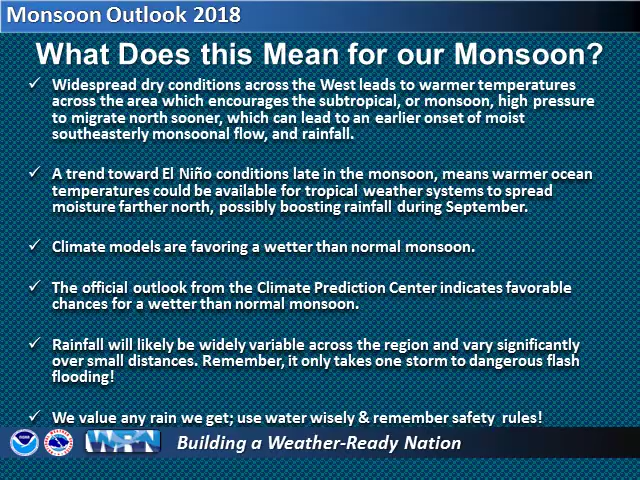 Monsoon Outlook 2018
What Does this Mean for our Monsoon?
✓ Widespread dry conditions across the West leads to warmer temperatures
across the area which encourages the subtropical, or monsoon, high pressure
to migrate north sooner, which can lead to an earlier onset of moist
southeasterly monsoonal flow, and rainfall.
✓ A trend toward El Niño conditions late in the monsoon, means warmer ocean
temperatures could be available for tropical weather systems to spread
moisture farther north, possibly boosting rainfall during September.
✓ Climate models are favoring a wetter than normal monsoon.
✓ The official outlook from the Climate Prediction Center indicates favorable
chances for a wetter than normal monsoon.
✓ Rainfall will likely be widely variable across the region and vary significantly
over small distances. Remember, it only takes one storm to dangerous flash
flooding!
✓ We value any rain we get; use water wisely & remember safety rules!
WRN
Building a Weather-Ready Nation